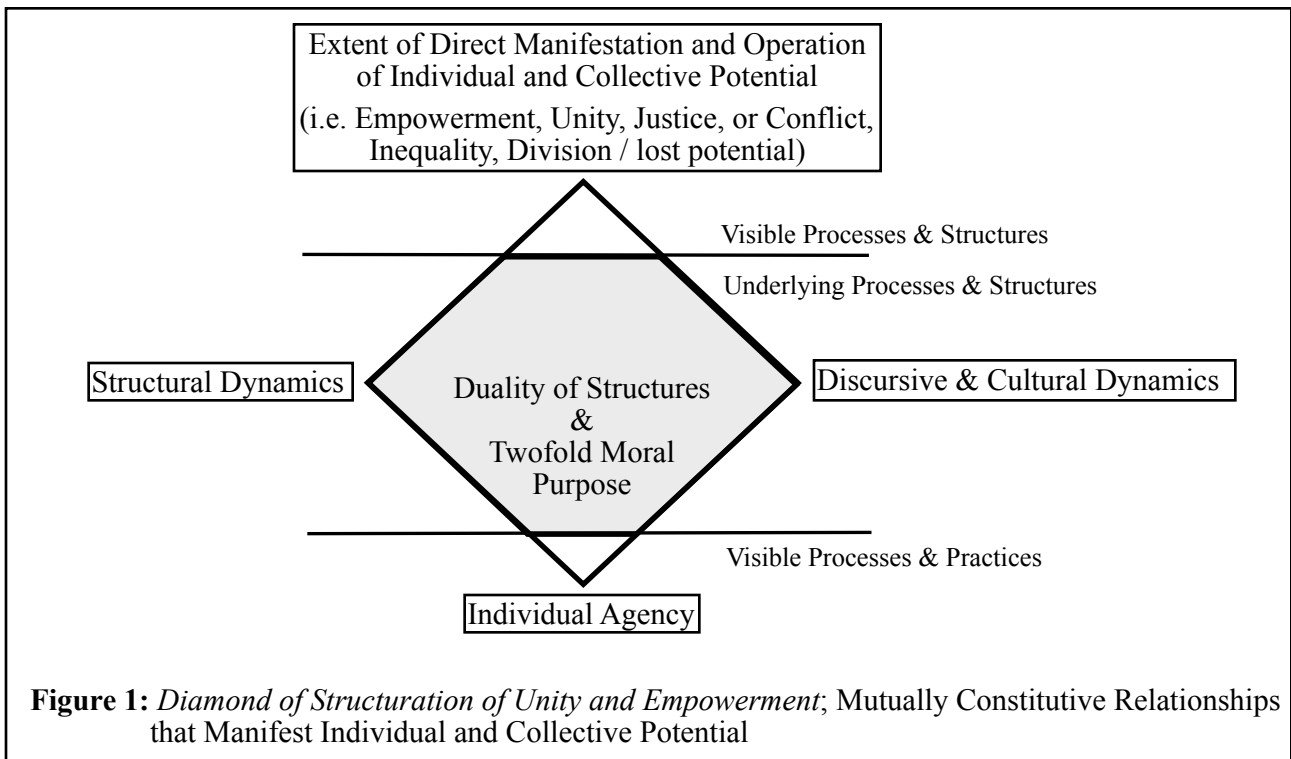 Extent of Direct Manifestation and Operation
of Individual and Collective Potential
(i.e. Empowerment, Unity, Justice, or Conflict,
Inequality, Division / lost potential)
Visible Processes & Structures
Underlying Processes & Structures
Structural Dynamics
Duality of Structures
&
Twofold Moral
Purpose
Discursive & Cultural Dynamics
Visible Processes & Practices
Individual Agency
Figure 1: Diamond of Structuration of Unity and Empowerment; Mutually Constitutive Relationships
that Manifest Individual and Collective Potential